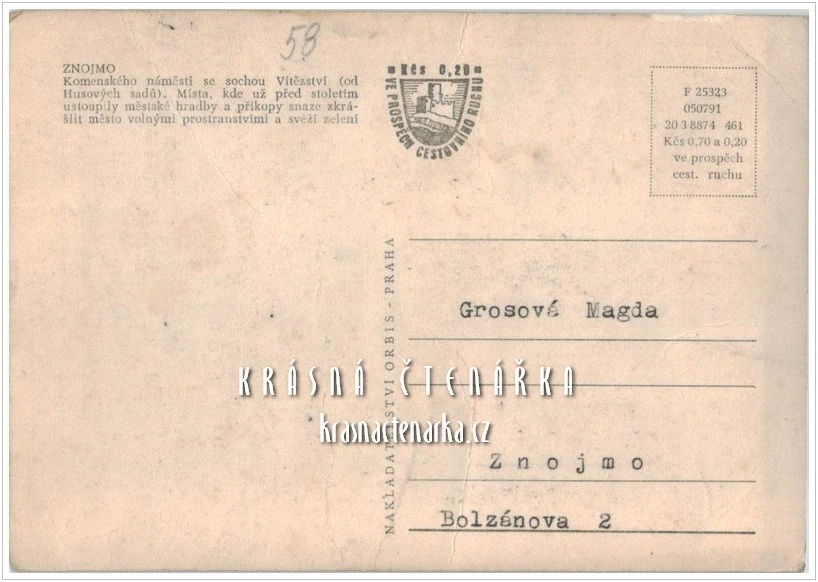 58
ZNOJMO
Komenského náměstí se sochou Vítězství (od
Husových sadů). Místa, kde už před stoletím
ustoupily městské hradby a příkopy snaze zkrá-
šlit město volnými prostranstvími a svěží zelení
Kčs 0,20
VE PROSPĚCH CESTOVNÍHO RUCHU
F 25323
050791
20 3 8874 461
Kčs 0,70 a 0,20
ve prospěch
cest. ruchu
NAKLADATELSTVÍ ORBIS - PRAHA
Grosová Magda
KRÁSNÁ ČTENÁŘKA
krasnactenarka.cz
Znojmo
Bolzánova 2